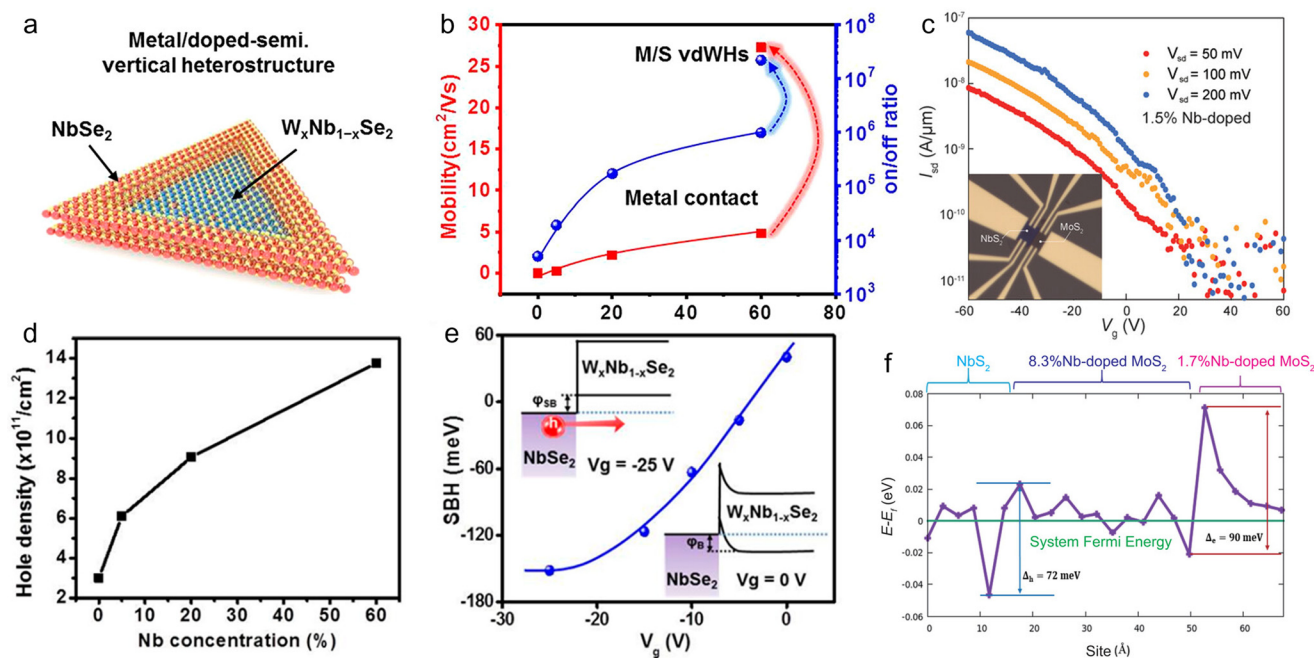 a
Metal/doped-semi.
vertical heterostructure
NbSe2
WxNb1−xSe2
b
Mobility(cm²/Vs)
30
25
20
15
10
5
0
M/S vdWHs
Metal contact
on/off ratio
10⁸
10⁷
10⁶
10⁵
10⁴
10³
0 20 40 60 80
c
Isd (A/μm)
10⁻⁷
10⁻⁸
10⁻⁹
10⁻¹⁰
10⁻¹¹
Vsd = 50 mV
Vsd = 100 mV
Vsd = 200 mV
1.5% Nb-doped
NbS2
MoS2
-60 -40 -20 0 20 40 60
Vg (V)
d
Hole density (x10¹¹/cm²)
14
12
10
8
6
4
2
0 10 20 30 40 50 60
Nb concentration (%)
e
SBH (meV)
60
0
-60
-120
-180
WxNb1-xSe2
φSB
h
NbSe2
Vg = -25 V
WxNb1-xSe2
φB
NbSe2
Vg = 0 V
-30 -20 -10 0
Vg (V)
f
NbS2
8.3%Nb-doped MoS2
1.7%Nb-doped MoS2
E-Ef (eV)
0.08
0.06
0.04
0.02
0
-0.02
-0.04
-0.06
System Fermi Energy
Δh = 72 meV
Δe = 90 meV
0 10 20 30 40 50 60
Site (Å)